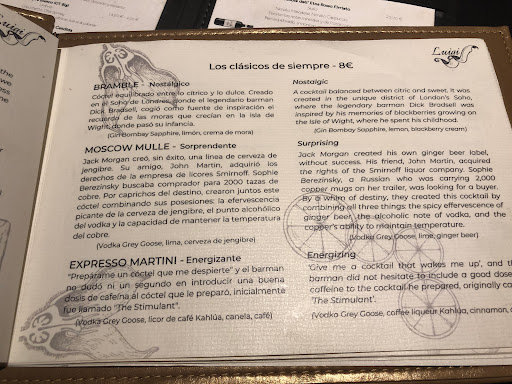 Luigi
Los clásicos de siempre - 8€
BRAMBLE - Nostálgico
Cóctel equilibrado entre lo cítrico y lo dulce. Creado
en el Soho de Londres, donde el legendario barman
Dick Bradsell, cogió como fuente de inspiración el
recuerdo de las moras que crecían en la isla de
Wight, donde pasó su infancia.
(Gin Bombay Sapphire, limón, crema de mora)
MOSCOW MULLE - Sorprendente
Jack Morgan creó, sin éxito, una línea de cerveza de
jengibre. Su amigo, John Martin, adquirió los
derechos de la empresa de licores Smirnoff. Sophie
Berezinsky buscaba comprador para 2000 tazas de
cobre. Por caprichos del destino, crearon juntos este
cóctel combinando sus posesiones: la efervescencia
picante de la cerveza de jengibre, el punto alcohólico
del vodka y la capacidad de mantener la temperatura
del cobre.
(Vodka Grey Goose, lima, cerveza de jengibre)
EXPRESSO MARTINI - Energizante
"Prepárame un cóctel que me despierte" y el barman
no dudó ni un segundo en introducir una buena
dosis de cafeína al cóctel que le preparó, inicialmente
fue llamado "The Stimulant".
(Vodka Grey Goose, licor de café Kahlúa, canela, café)
Luigi
Nostalgic
A cocktail balanced between citric and sweet. It was
created in the unique district of London's Soho,
where the legendary barman Dick Bradsell was
inspired by his memories of blackberries growing on
the Isle of Wight, where he spent his childhood.
(Gin Bombay Sapphire, lemon, blackberry cream)
Surprising
Jack Morgan created his own ginger beer label,
without success. His friend, John Martin, acquired
the rights of the Smirnoff liquor company. Sophie
Berezinsky, a Russian who was carrying 2,000
copper mugs on her trailer, was looking for a buyer.
By a whim of destiny, they created this cocktail by
combining all three things: the spicy effervescence of
ginger beer, the alcoholic note of vodka, and the
copper's ability to maintain temperature.
(Vodka Grey Goose, lime, ginger beer)
Energizing
'Give me a cocktail that wakes me up', and th
barman did not hesitate to include a good dose
caffeine to the cocktail he prepared, originally ca
'The Stimulant'.
(Vodka Grey Goose, coffee liqueur Kahlúa, cinnamon,